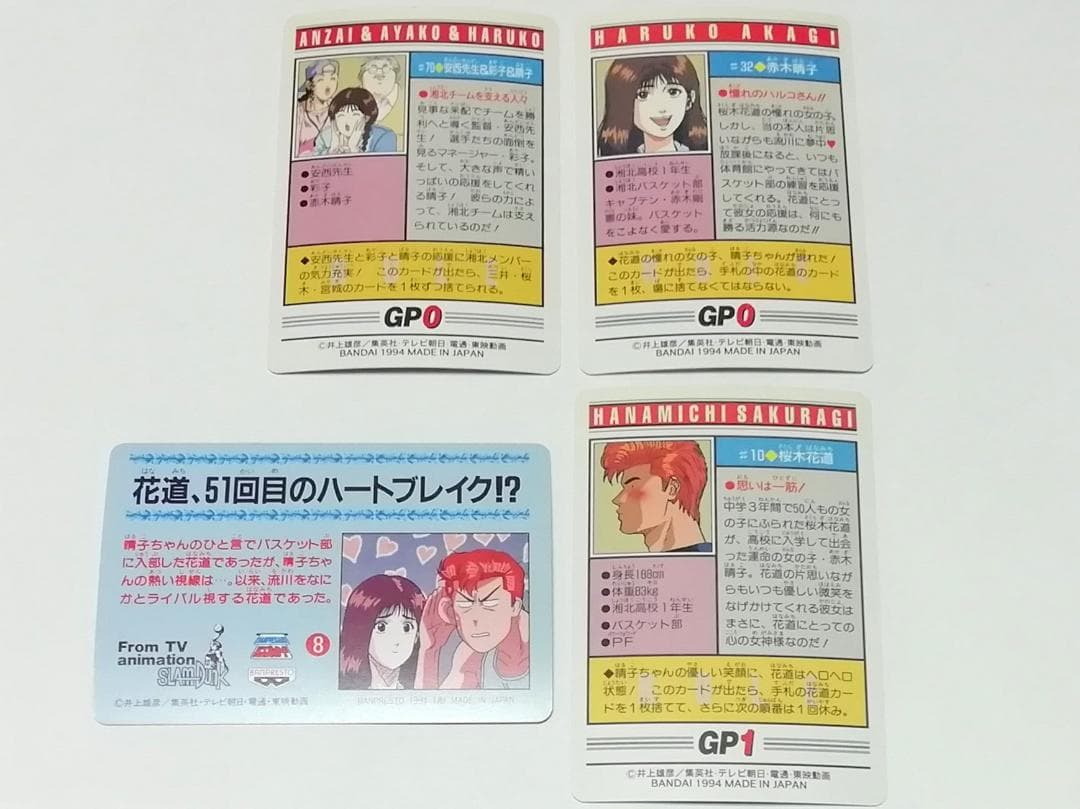 ANZAI & AYAKO & HARUKO
#70◆安西先生&彩子&晴子
●湘北チームを支える人々
見事な采配でチームを勝
利へと導く監督・安西先
生! 選手たちの面倒を
見るマネージャー・彩子。
そして、大きな声で精い
っぱいの応援をしてくれ
る晴子! 彼らの力によ
って、湘北チームは支え
られているのだ!
●安西先生
●彩子
●赤木晴子
◆安西先生と彩子と晴子の応援に湘北メンバー
の気力充実! このカードが出たら、三井・桜
木・宮城のカードを1枚ずつ捨てられる。
GP0
©井上雄彦/集英社・テレビ朝日・電通・東映動画
BANDAI 1994 MADE IN JAPAN
HARUKO AKAGI
#32◆赤木晴子
●憧れのハルコさん!!
桜木花道の憧れの女の子。
しかし、当の本人は片思
いながらも流川に夢中♥
放課後になると、いつも
体育館にやってきてはバ
スケット部の練習を応援
してくれる。花道にとっ
て彼女の応援は、何にも
勝る活力源なのだ!!
●湘北高校1年生
●湘北バスケット部
キャプテン・赤木剛
憲の妹。バスケット
をこよなく愛する。
◆花道の憧れの女の子、晴子ちゃんが現れた!
このカードが出たら、手札の中の花道のカード
を1枚、場に捨てなくてはならない。
GP0
©井上雄彦/集英社・テレビ朝日・電通・東映動画
BANDAI 1994 MADE IN JAPAN
花道、51回目のハートブレイク!?
晴子ちゃんのひと言でバスケット部
に入部した花道であったが、晴子ち
ゃんの熱い視線は…。以来、流川をなに
かとライバル視する花道であった。
From TV
animation
SLAM DUNK
BANPRESTO
8
©井上雄彦/集英社・テレビ朝日・電通・東映動画
MADE IN JAPAN
HANAMICHI SAKURAGI
#10◆桜木花道
●思いは一筋!
中学3年間で50人もの女
の子にふられた桜木花道
が、高校に入学して出会
った運命の女の子・赤木
晴子。花道の片思いなが
らもいつも優しい微笑を
なげかけてくれる彼女は
まさに、花道にとっての
心の女神様なのだ!
●身長188cm
●体重83kg
●湘北高校1年生
●バスケット部
●PF
◆晴子ちゃんの優しい笑顔に、花道はヘロヘロ
状態! このカードが出たら、手札の花道カー
ドを1枚捨てて、さらに次の順番は1回休み。
GP1
©井上雄彦/集英社・テレビ朝日・電通・東映動画
BANDAI 1994 MADE IN JAPAN